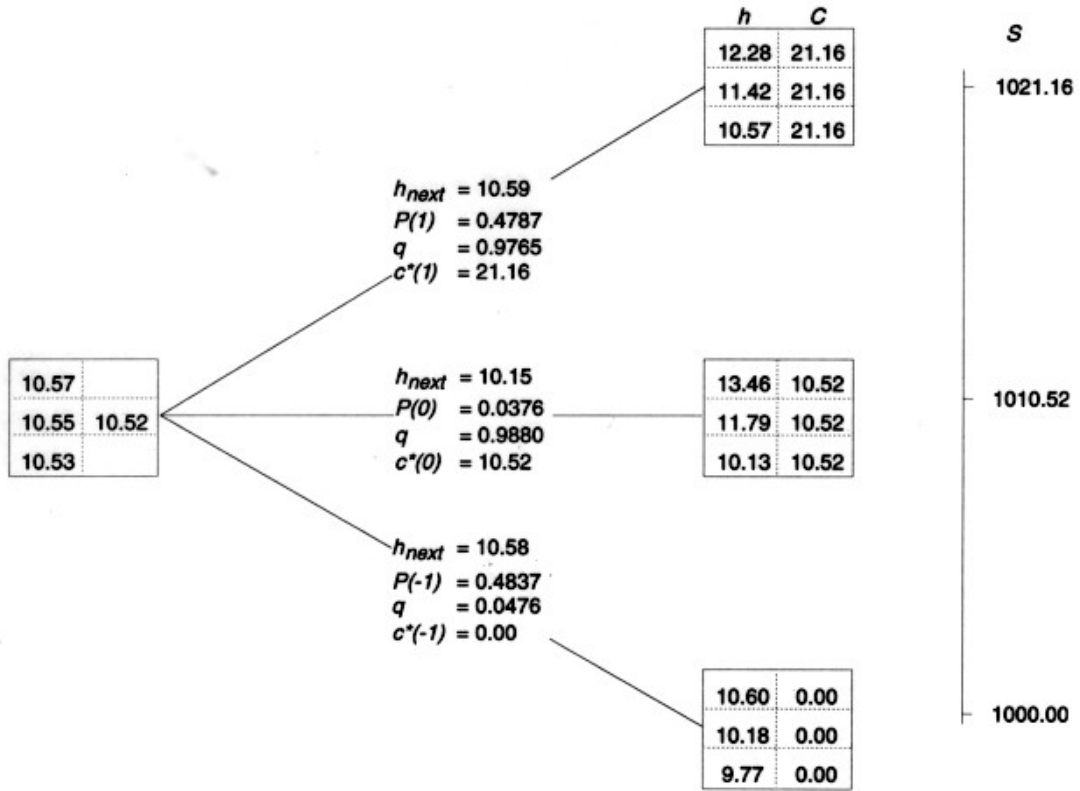 h C
S
12.28 21.16
11.42 21.16
10.57 21.16
1021.16
h_next = 10.59
P(1) = 0.4787
q = 0.9765
c*(1) = 21.16
10.57
10.55 10.52
10.53
h_next = 10.15
P(0) = 0.0376
q = 0.9880
c*(0) = 10.52
13.46 10.52
11.79 10.52
10.13 10.52
1010.52
h_next = 10.58
P(-1) = 0.4837
q = 0.0476
c*(-1) = 0.00
10.60 0.00
10.18 0.00
9.77 0.00
1000.00